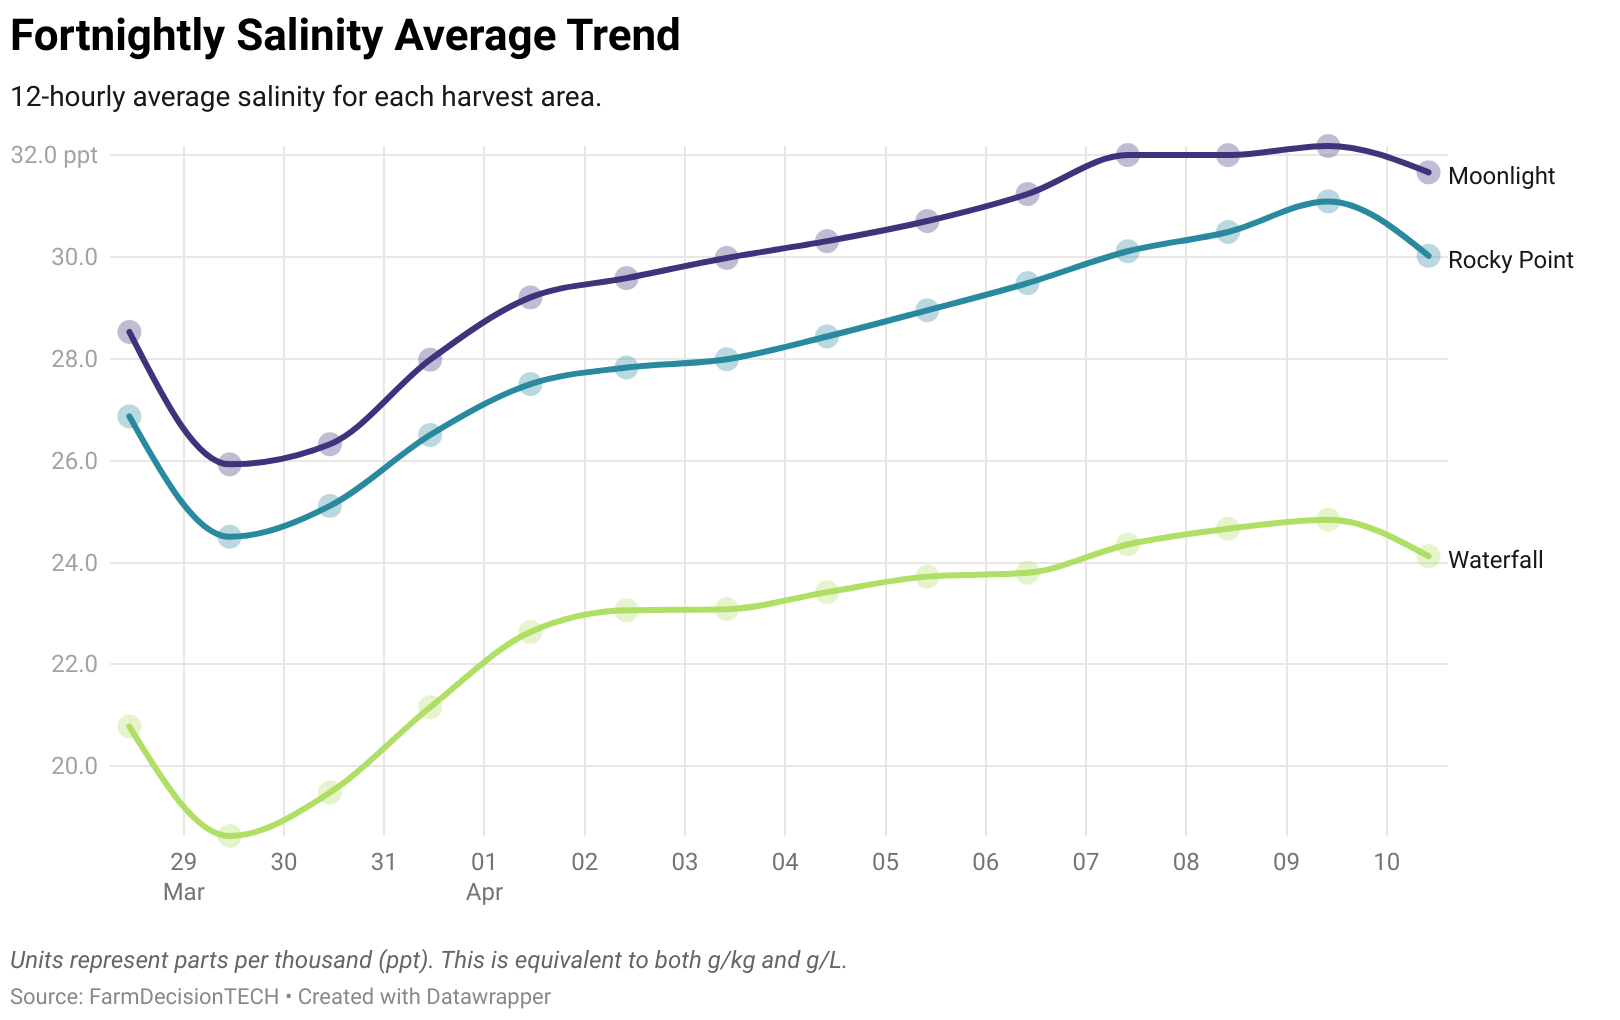 Fortnightly Salinity Average Trend
12-hourly average salinity for each harvest area.
32.0 ppt
Moonlight
30.0
Rocky Point
28.0
26.0
24.0
Waterfall
22.0
20.0
29 30 31 01 02 03 04 05 06 07 08 09 10
Mar Apr
Units represent parts per thousand (ppt). This is equivalent to both g/kg and g/L.
Source: FarmDecisionTECH • Created with Datawrapper